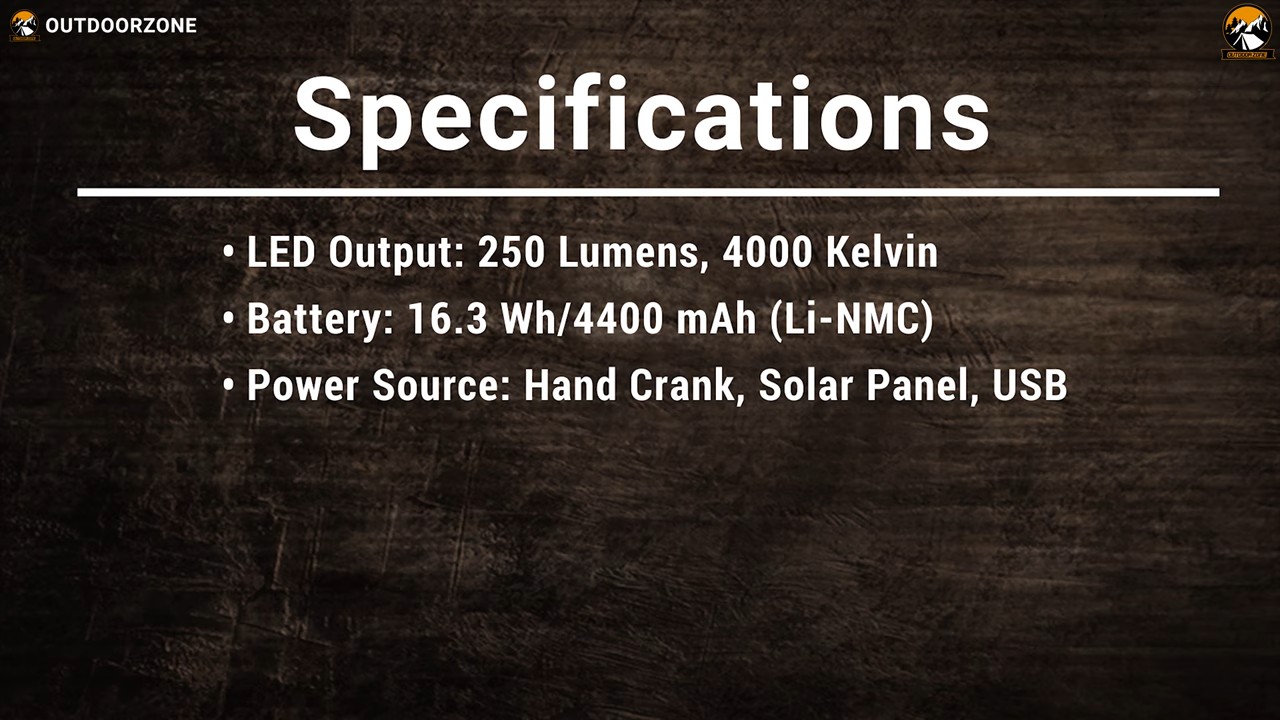 OUTDOORZONE
Specifications
• LED Output: 250 Lumens, 4000 Kelvin
• Battery: 16.3 Wh/4400 mAh (Li-NMC)
• Power Source: Hand Crank, Solar Panel, USB
OUTDOORZONE